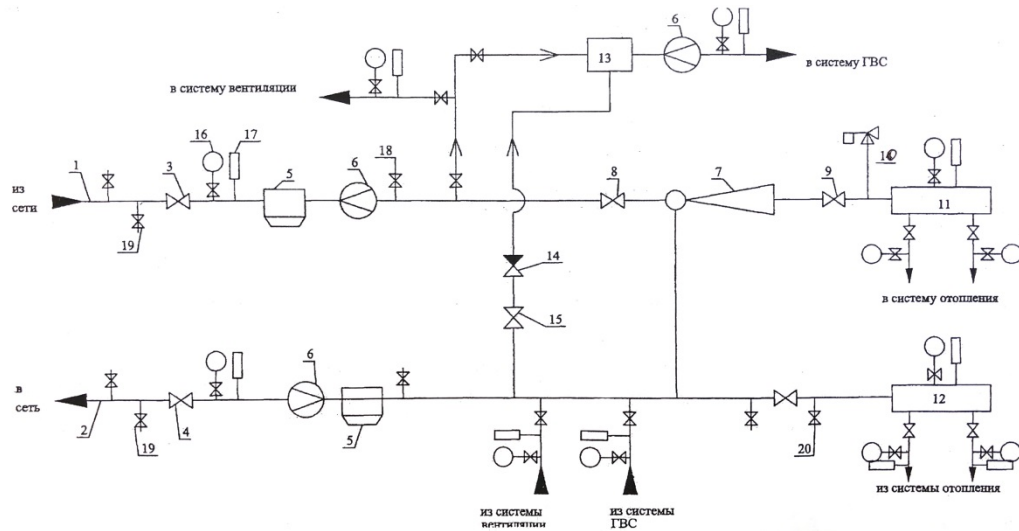 6
13
в систему ГВС
в систему вентиляции
16
17
18
1
3
5
6
8
7
9
10
из
сети
19
11
14
в систему отопления
15
в
сеть
6
2
19
4
5
20
12
из системы
вентиляции
из системы
ГВС
из системы отопления